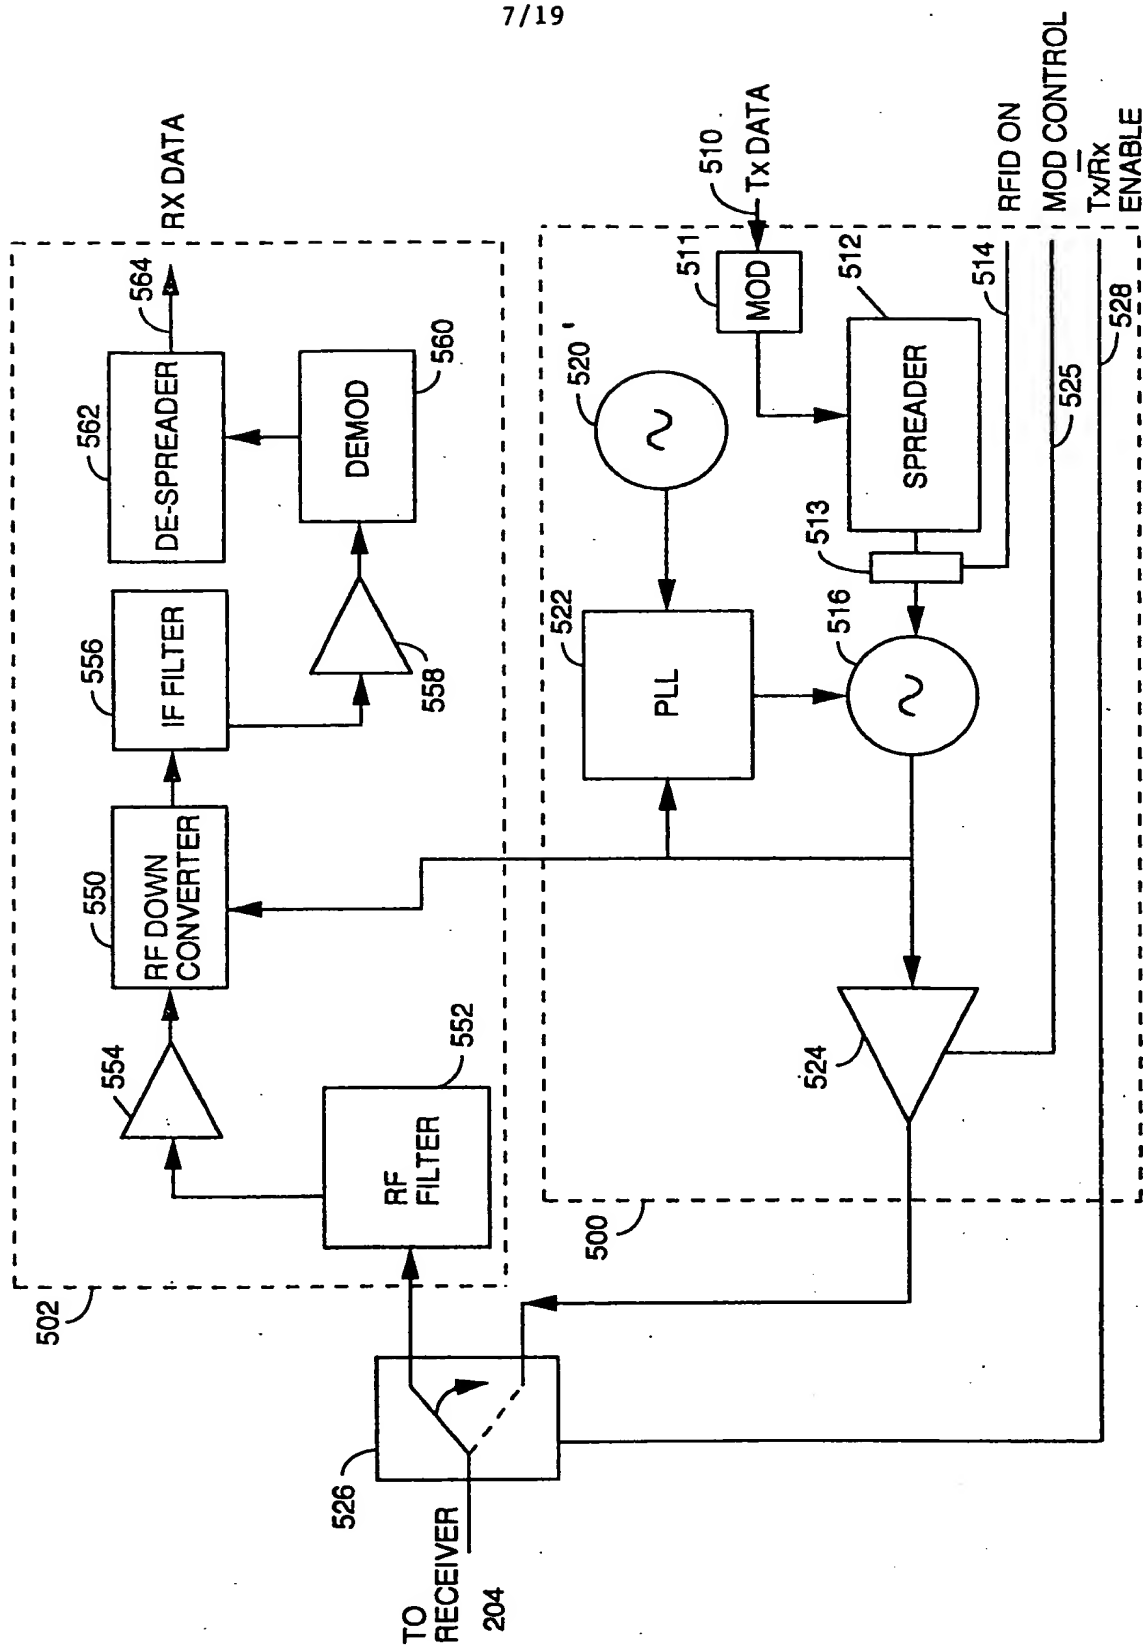 7/19
502
554
550
RF DOWN
CONVERTER
556
IF FILTER
562
DE-SPREADER
564
RX DATA
552
RF
FILTER
558
DEMOD
560
526
TO
RECEIVER
204
500
524
522
PLL
520'
516
513
511
MOD
510
Tx DATA
512
SPREADER
514
RFID ON
525
MOD CONTROL
528
Tx/R̅x̅
ENABLE